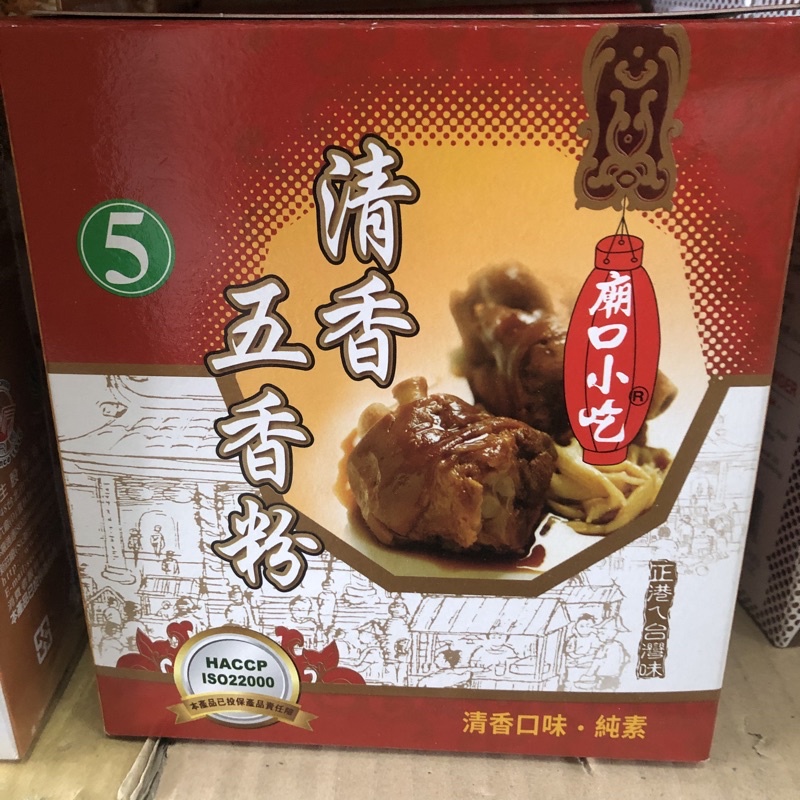 5
清香
五香粉
廟口小吃®
正港ㄟ台灣味
HACCP
ISO22000
本產品已投保產品責任險
清香口味·純素